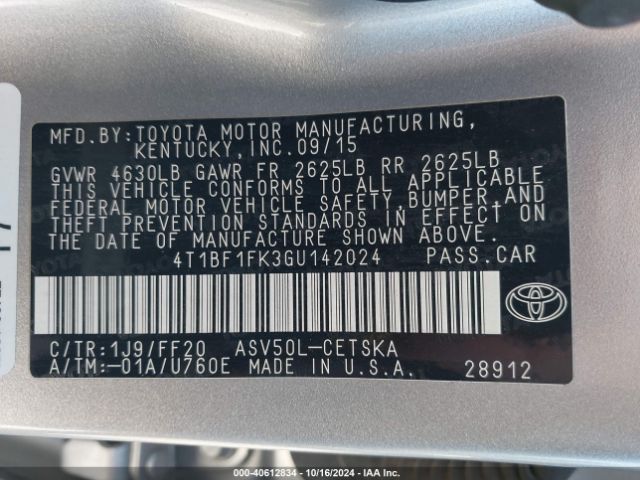 MFD.BY:TOYOTA MOTOR MANUFACTURING,
KENTUCKY,INC.09/15
GVWR 4630LB GAWR FR 2625LB RR 2625LB
THIS VEHICLE CONFORMS TO ALL APPLICABLE
FEDERAL MOTOR VEHICLE SAFETY,BUMPER,AND
THEFT PREVENTION STANDARDS IN EFFECT ON
THE DATE OF MANUFACTURE SHOWN ABOVE.
4T1BF1FK3GU142024 PASS.CAR
C/TR:1J9/FF20 ASV50L-CETSKA
A/TM:-01A/U760E MADE IN U.S.A. 28912
000-40612834 - 10/16/2024 - IAA Inc.